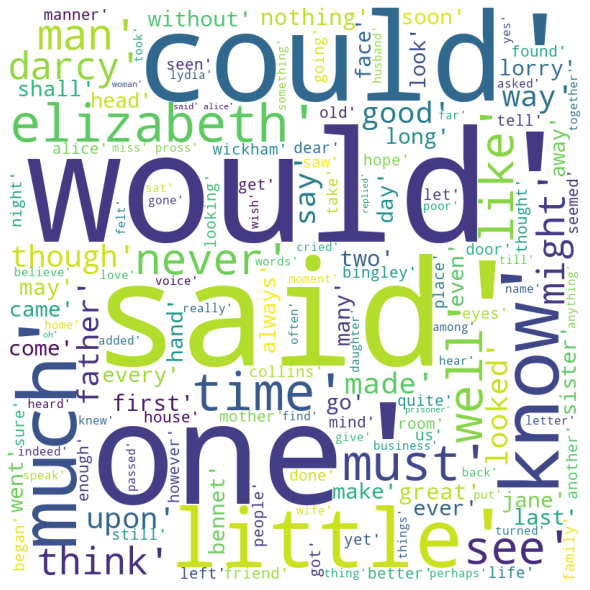 manner'
man'
took'
without'
nothing'
soon'
could'
yes'
darcy'
shall'
head'
seen'
lydia'
something'
going'
husband'
face'
look'
lorry'
found'
way'
asked'
together'
woman'
said' alice'
elizabeth'
old'
good'
long'
far'
tell'
alice'
miss' pross'
wickham'
dear'
hope'
away'
night'
sat'
gone'
felt'
looking'
get'
wish'
say'
saw'
take'
replied'
day'
let'
poor'
like'
thought'
seemed'
might'
would'
though'
never'
cried'
two'
door'
till'
believe'
love'
words'
bingley'
even'
name'
may'
voice'
moment'
place'
eyes'
anything'
came'
home'
oh'
added'
really'
said'
always'
often'
many'
among'
come'
father'
hand'
daughter'
hear'
well'
looked'
know'
sister'
much'
every'
time'
collins'
made'
quite'
prisoner'
letter'
another'
heard'
sure'
first'
mother'
find'
go'
mind'
room'
us'
indeed'
knew'
house'
give'
business'
must'
back'
went'
speak'
enough'
passed'
however'
one'
done'
make'
great'
put'
jane'
see'
began'
upon'
still'
bennet'
people'
wife'
yet'
ever'
last'
things'
turned'
family'
think'
little'
left'
friend'
got'
thing'
better'
perhaps'
life'